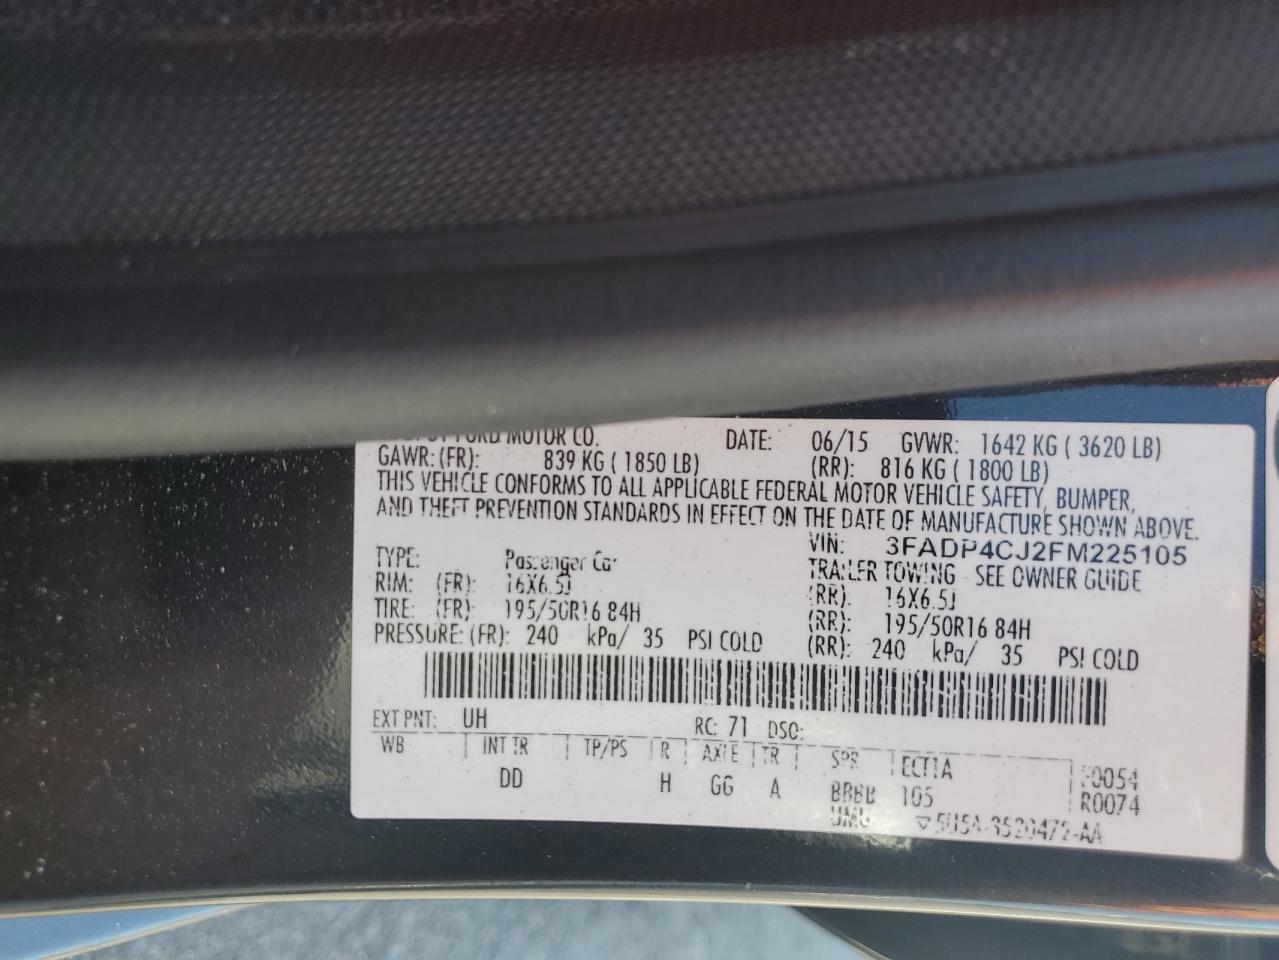 FORD MOTOR CO. DATE: 06/15 GVWR: 1642 KG ( 3620 LB)
GAWR: (FR): 839 KG ( 1850 LB) (RR): 816 KG ( 1800 LB)
THIS VEHICLE CONFORMS TO ALL APPLICABLE FEDERAL MOTOR VEHICLE SAFETY, BUMPER,
AND THEFT PREVENTION STANDARDS IN EFFECT ON THE DATE OF MANUFACTURE SHOWN ABOVE.
VIN: 3FADP4CJ2FM225105
TYPE: Passenger Car TRAILER TOWING SEE OWNER GUIDE
RIM: (FR): 16X6.5J (RR): 16X6.5J
TIRE: (FR): 195/50R16 84H (RR): 195/50R16 84H
PRESSURE: (FR): 240 kPa/ 35 PSI COLD (RR): 240 kPa/ 35 PSI COLD
EXT PNT: UH RC: 71 DSO:
WB INT TR TP/PS R AXLE TR SPR
DD H GG A BBBB 105 R0074
UMU